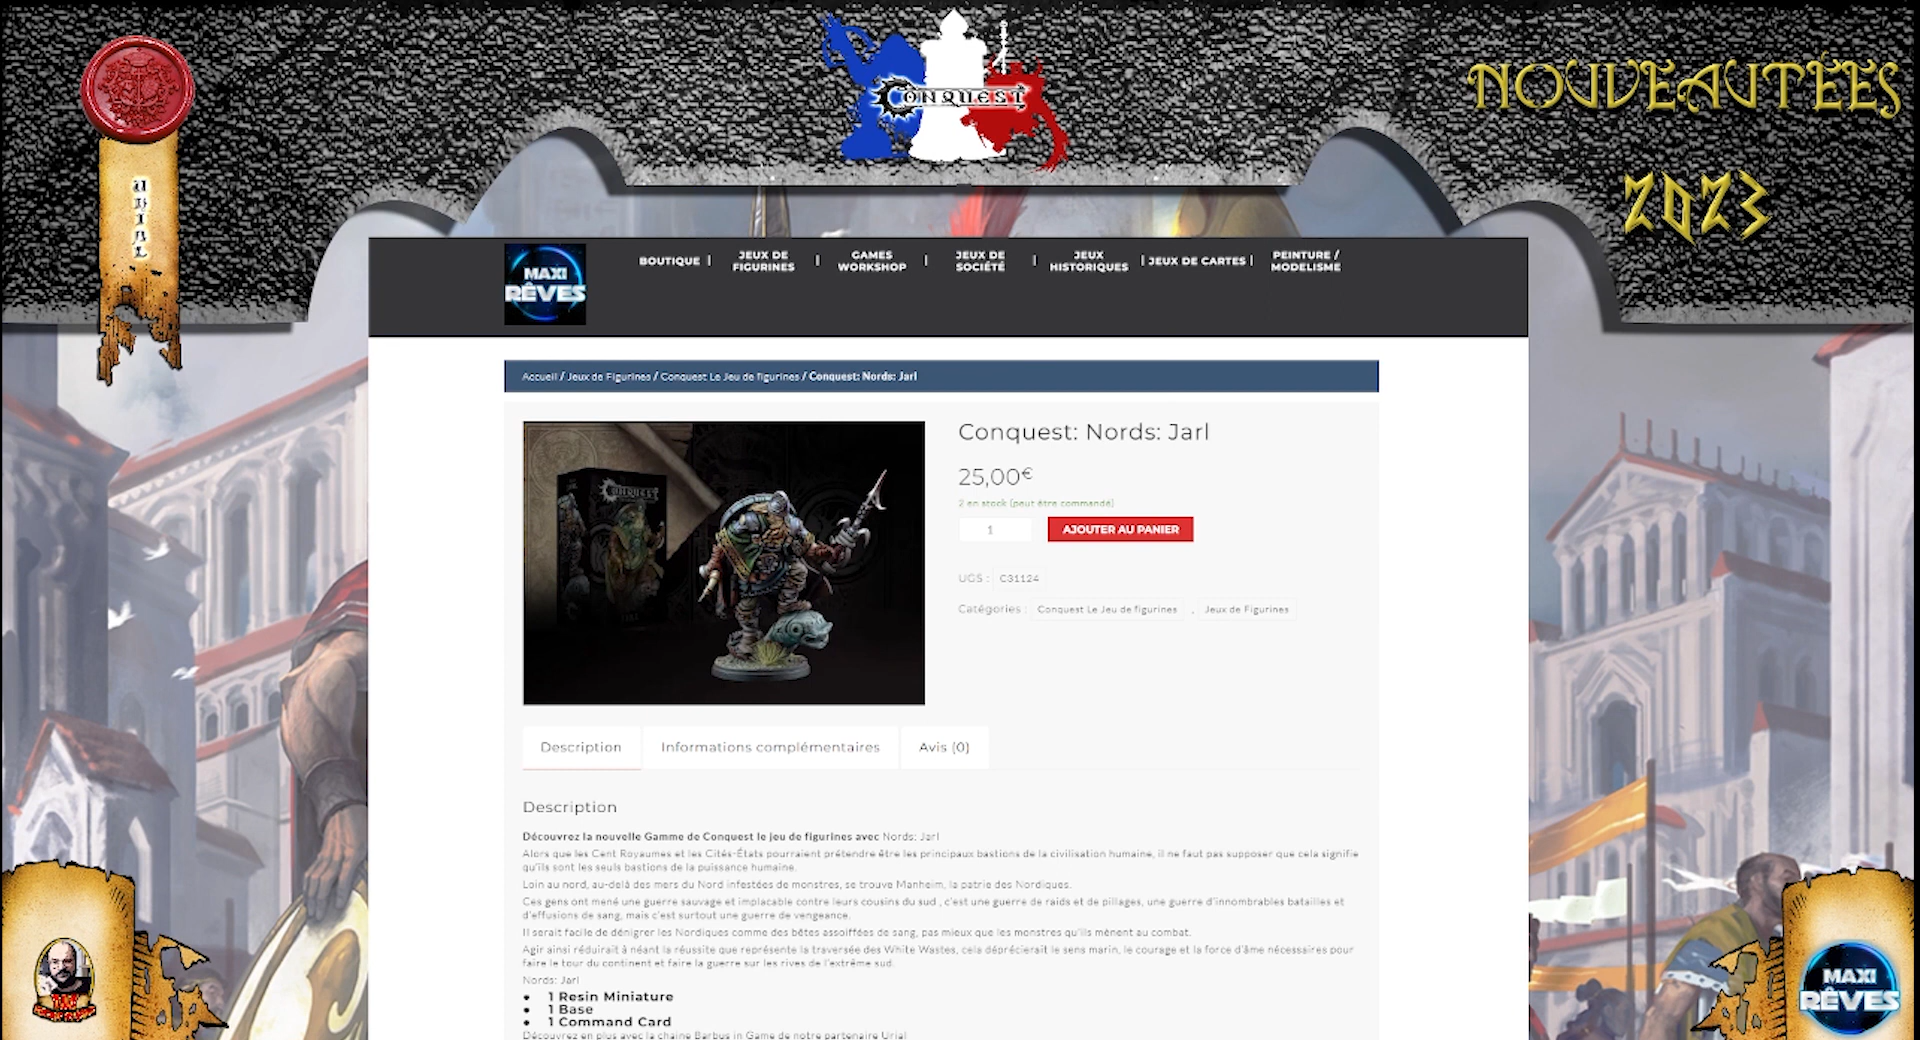 URIAL
CONQUEST
NOUVEAUTÉES
2023
MAXI
RÊVES
BOUTIQUE | JEUX DE FIGURINES | GAMES WORKSHOP | JEUX DE SOCIÉTÉ | JEUX HISTORIQUES | JEUX DE CARTES | PEINTURE / MODELISME
Accueil / Jeux de Figurines / Conquest Le Jeu de figurines / Conquest: Nords: Jarl
CONQUEST
Conquest: Nords: Jarl
25,00€
2 en stock (peut être commandé)
1 AJOUTER AU PANIER
UGS : C31124
Catégories : Conquest Le Jeu de figurines , Jeux de Figurines
Description Informations complémentaires Avis (0)
Description
Découvrez la nouvelle Gamme de Conquest le jeu de figurines avec Nords: Jarl
Alors que les Cent Royaumes et les Cités-États pourraient prétendre être les principaux bastions de la civilisation humaine, il ne faut pas supposer que cela signifie
qu'ils sont les seuls bastions de la puissance humaine.
Loin au nord, au-delà des mers du Nord infestées de monstres, se trouve Manheim, la patrie des Nordiques.
Ces gens ont mené une guerre sauvage et implacable contre leurs cousins du sud , c'est une guerre de raids et de pillages, une guerre d'innombrables batailles et
d'effusions de sang, mais c'est surtout une guerre de vengeance.
Il serait facile de dénigrer les Nordiques comme des bêtes assoiffées de sang, pas mieux que les monstres qu'ils mènent au combat.
Agir ainsi réduirait à néant la réussite que représente la traversée des White Wastes, cela déprécierait le sens marin, le courage et la force d'âme nécessaires pour
faire le tour du continent et faire la guerre sur les rives de l'extrême sud.
Nords: Jarl
• 1 Resin Miniature
• 1 Base
• 1 Command Card
Découvrez en plus avec la chaine Barbus in Game de notre partenaire Urial
MAXI
RÊVES